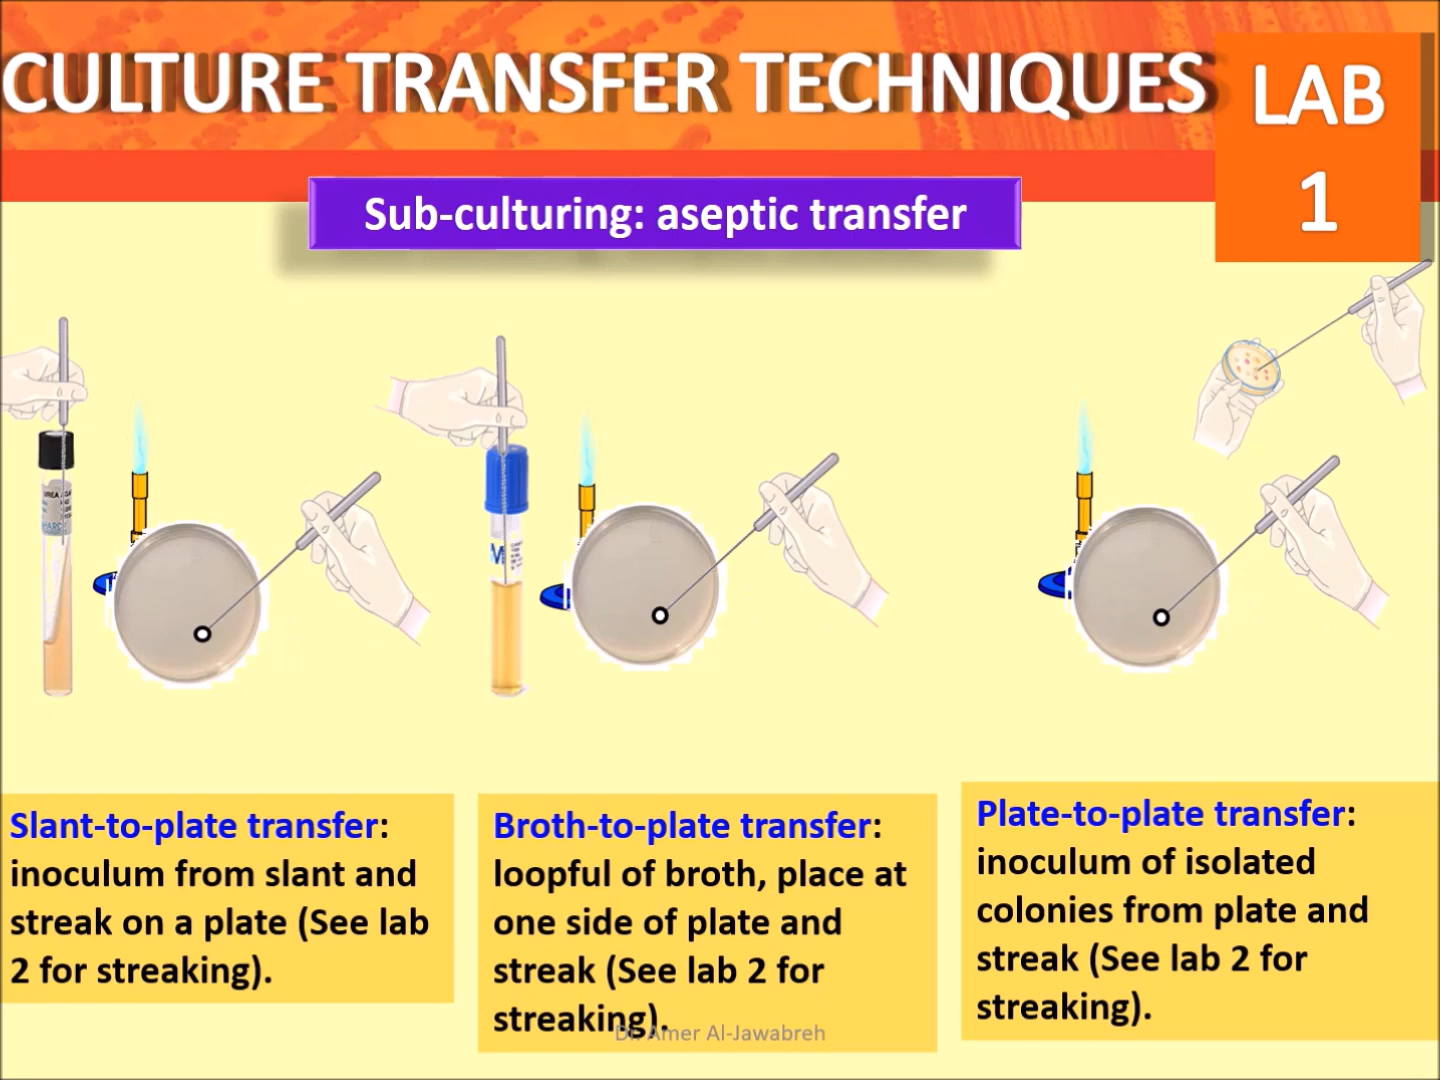 CULTURE TRANSFER TECHNIQUES
LAB
1
Sub-culturing: aseptic transfer
UREA
Slant-to-plate transfer:
inoculum from slant and
streak on a plate (See lab
2 for streaking).
Broth-to-plate transfer:
loopful of broth, place at
one side of plate and
streak (See lab 2 for
streaking).
Plate-to-plate transfer:
inoculum of isolated
colonies from plate and
streak (See lab 2 for
streaking).
Dr. Amer Al-Jawabreh